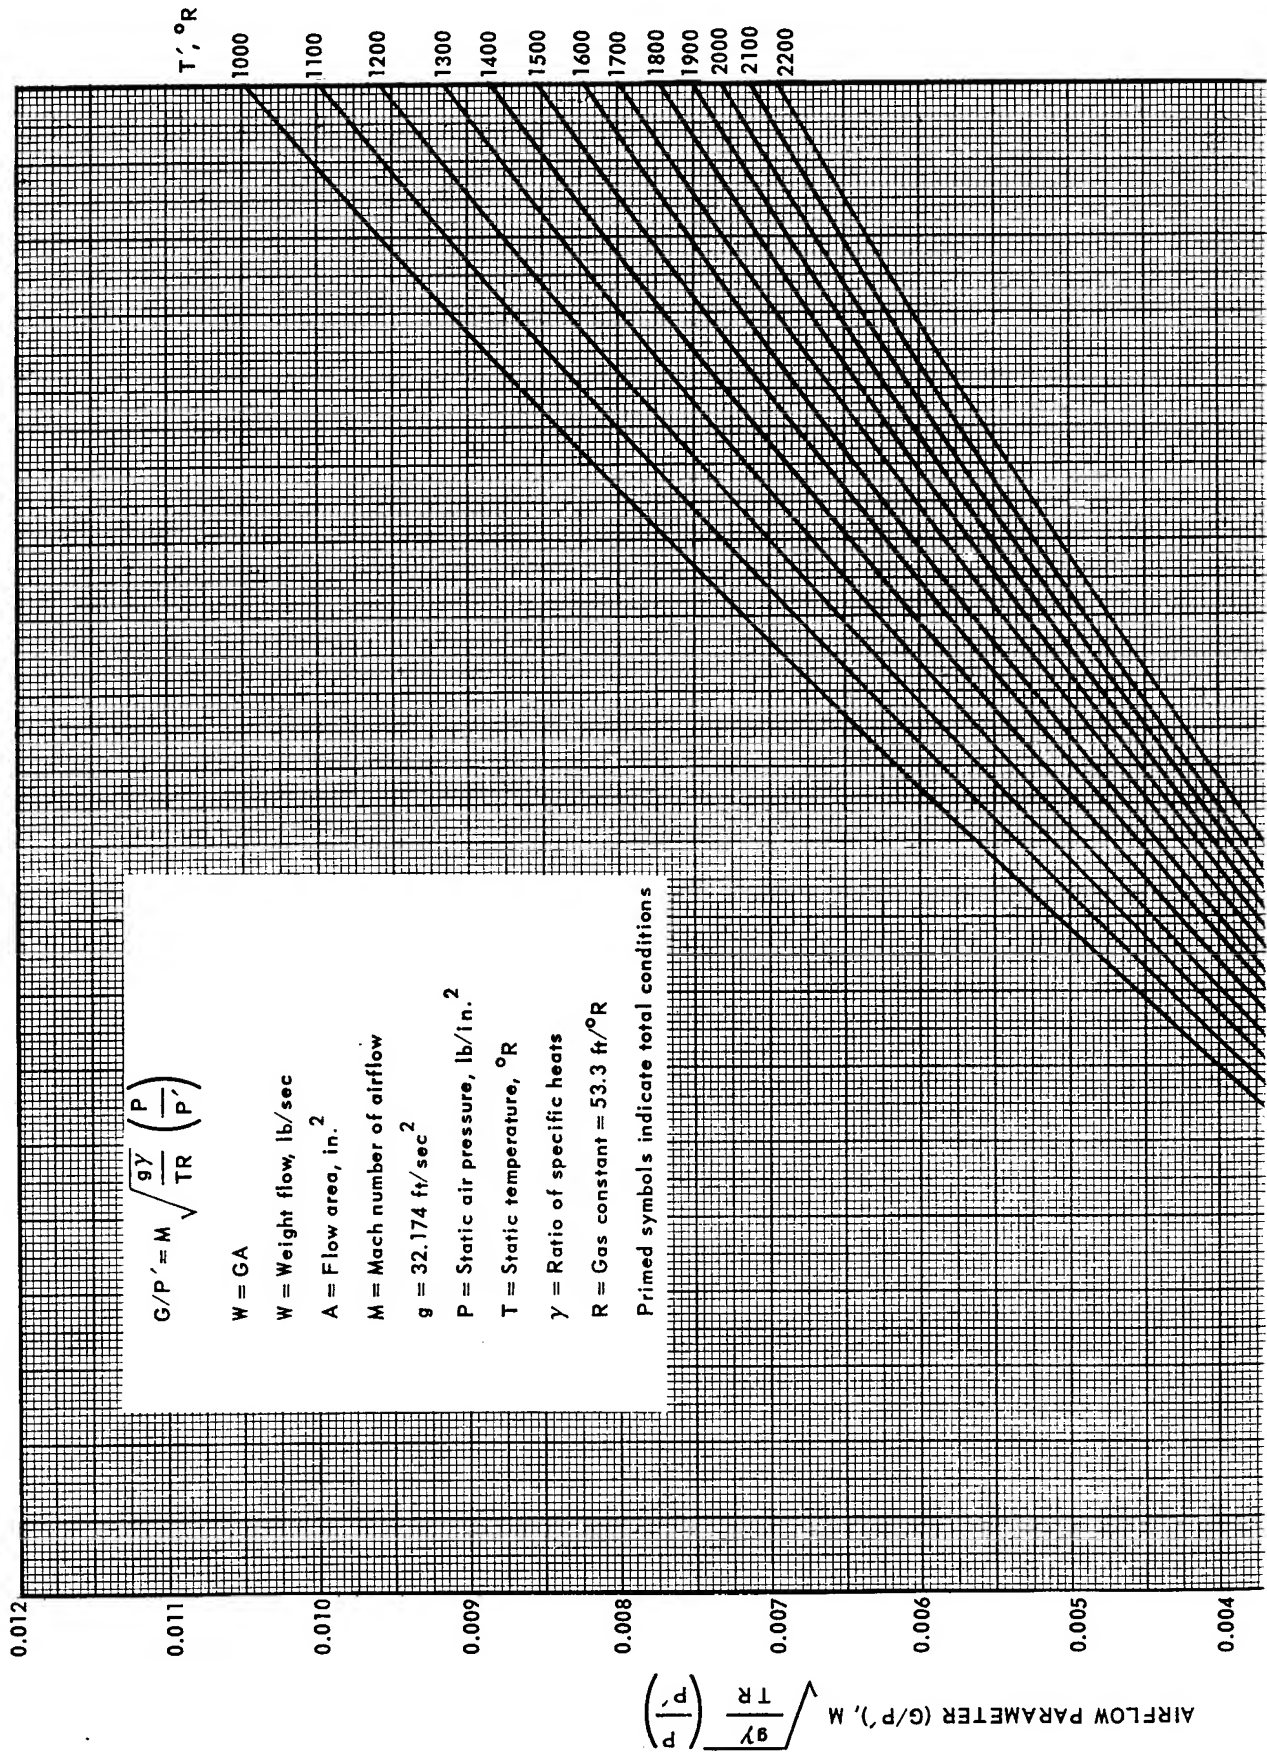 T′, °R
1000
1100
1200
1300
1400
1500
1600
1700
1800
1900
2000
2100
2200
G/P′ = M √(gγ/TR) (P/P′)
W = GA
W = Weight flow, lb/sec
A = Flow area, in.²
M = Mach number of airflow
g = 32.174 ft/sec²
P = Static air pressure, lb/in.²
T = Static temperature, °R
γ = Ratio of specific heats
R = Gas constant = 53.3 ft/°R
Primed symbols indicate total conditions
0.012
0.011
0.010
0.009
0.008
0.007
0.006
0.005
0.004
AIRFLOW PARAMETER (G/P′), M √(gγ/TR) (P/P′)